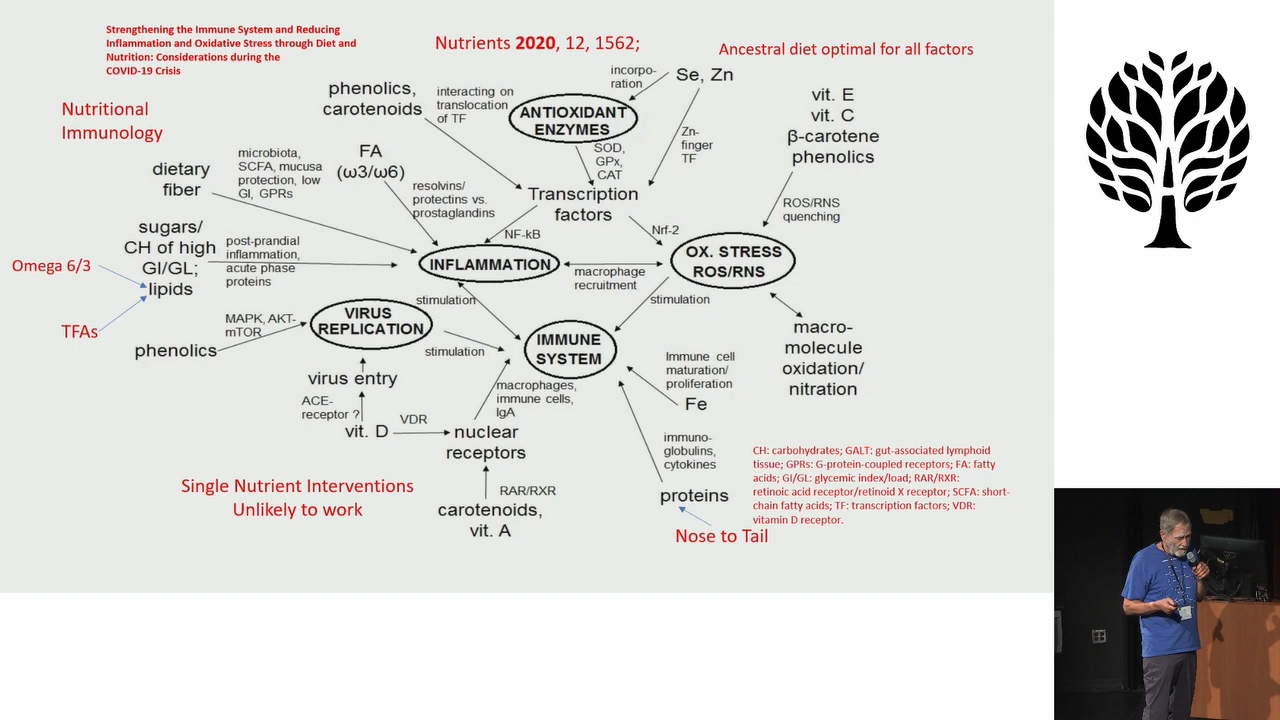 Strengthening the Immune System and Reducing
Inflammation and Oxidative Stress through Diet and
Nutrition: Considerations during the
COVID-19 Crisis
Nutrients 2020, 12, 1562;
Ancestral diet optimal for all factors
Nutritional
Immunology
phenolics,
carotenoids
interacting on
translocation
of TF
incorpo-
ration
Se, Zn
ANTIOXIDANT
ENZYMES
SOD,
GPx,
CAT
Zn-
finger
TF
vit. E
vit. C
β-carotene
phenolics
ROS/RNS
quenching
dietary
fiber
microbiota,
SCFA, mucusa
protection, low
GI, GPRs
FA
(ω3/ω6)
resolvins/
protectins vs.
prostaglandins
Transcription
factors
NF-kB
Nrf-2
sugars/
CH of high
GI/GL;
lipids
post-prandial
inflammation,
acute phase
proteins
Omega 6/3
TFAs
INFLAMMATION
macrophage
recruitment
OX. STRESS
ROS/RNS
stimulation
stimulation
phenolics
MAPK, AKT-
mTOR
VIRUS
REPLICATION
stimulation
IMMUNE
SYSTEM
macro-
molecule
oxidation/
nitration
virus entry
ACE-
receptor ?
vit. D
VDR
nuclear
receptors
macrophages,
immune cells,
IgA
Immune cell
maturation/
proliferation
Fe
immuno-
globulins,
cytokines
proteins
RAR/RXR
carotenoids,
vit. A
Single Nutrient Interventions
Unlikely to work
Nose to Tail
CH: carbohydrates; GALT: gut-associated lymphoid
tissue; GPRs: G-protein-coupled receptors; FA: fatty
acids; GI/GL: glycemic index/load; RAR/RXR:
retinoic acid receptor/retinoid X receptor; SCFA: short-
chain fatty acids; TF: transcription factors; VDR:
vitamin D receptor.